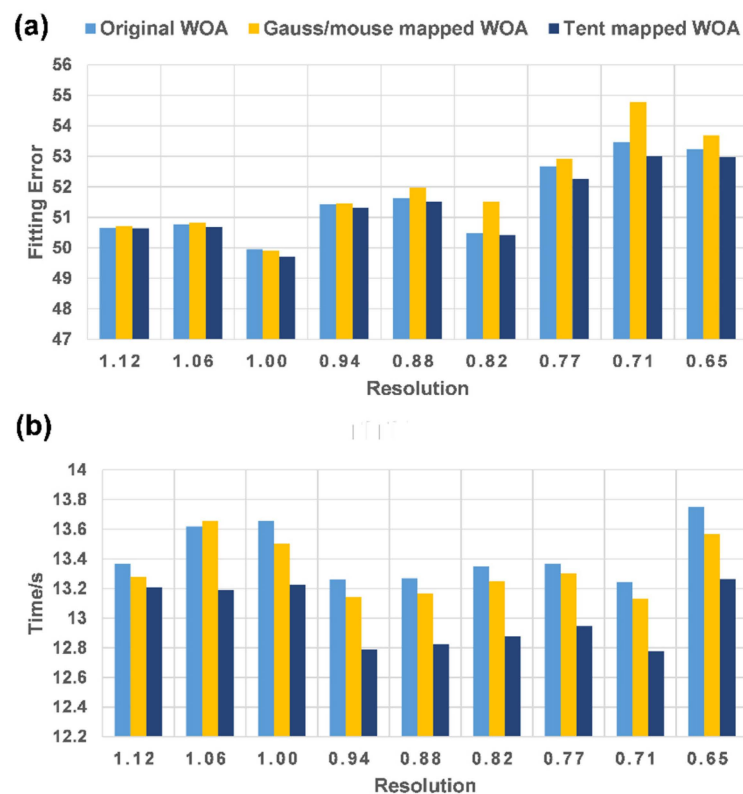 (a)
Original WOA Gauss/mouse mapped WOA Tent mapped WOA
56
55
54
53
52
51
50
49
48
47
Fitting Error
1.12 1.06 1.00 0.94 0.88 0.82 0.77 0.71 0.65
Resolution
(b)
14
13.8
13.6
13.4
13.2
13
12.8
12.6
12.4
12.2
Time/s
1.12 1.06 1.00 0.94 0.88 0.82 0.77 0.71 0.65
Resolution